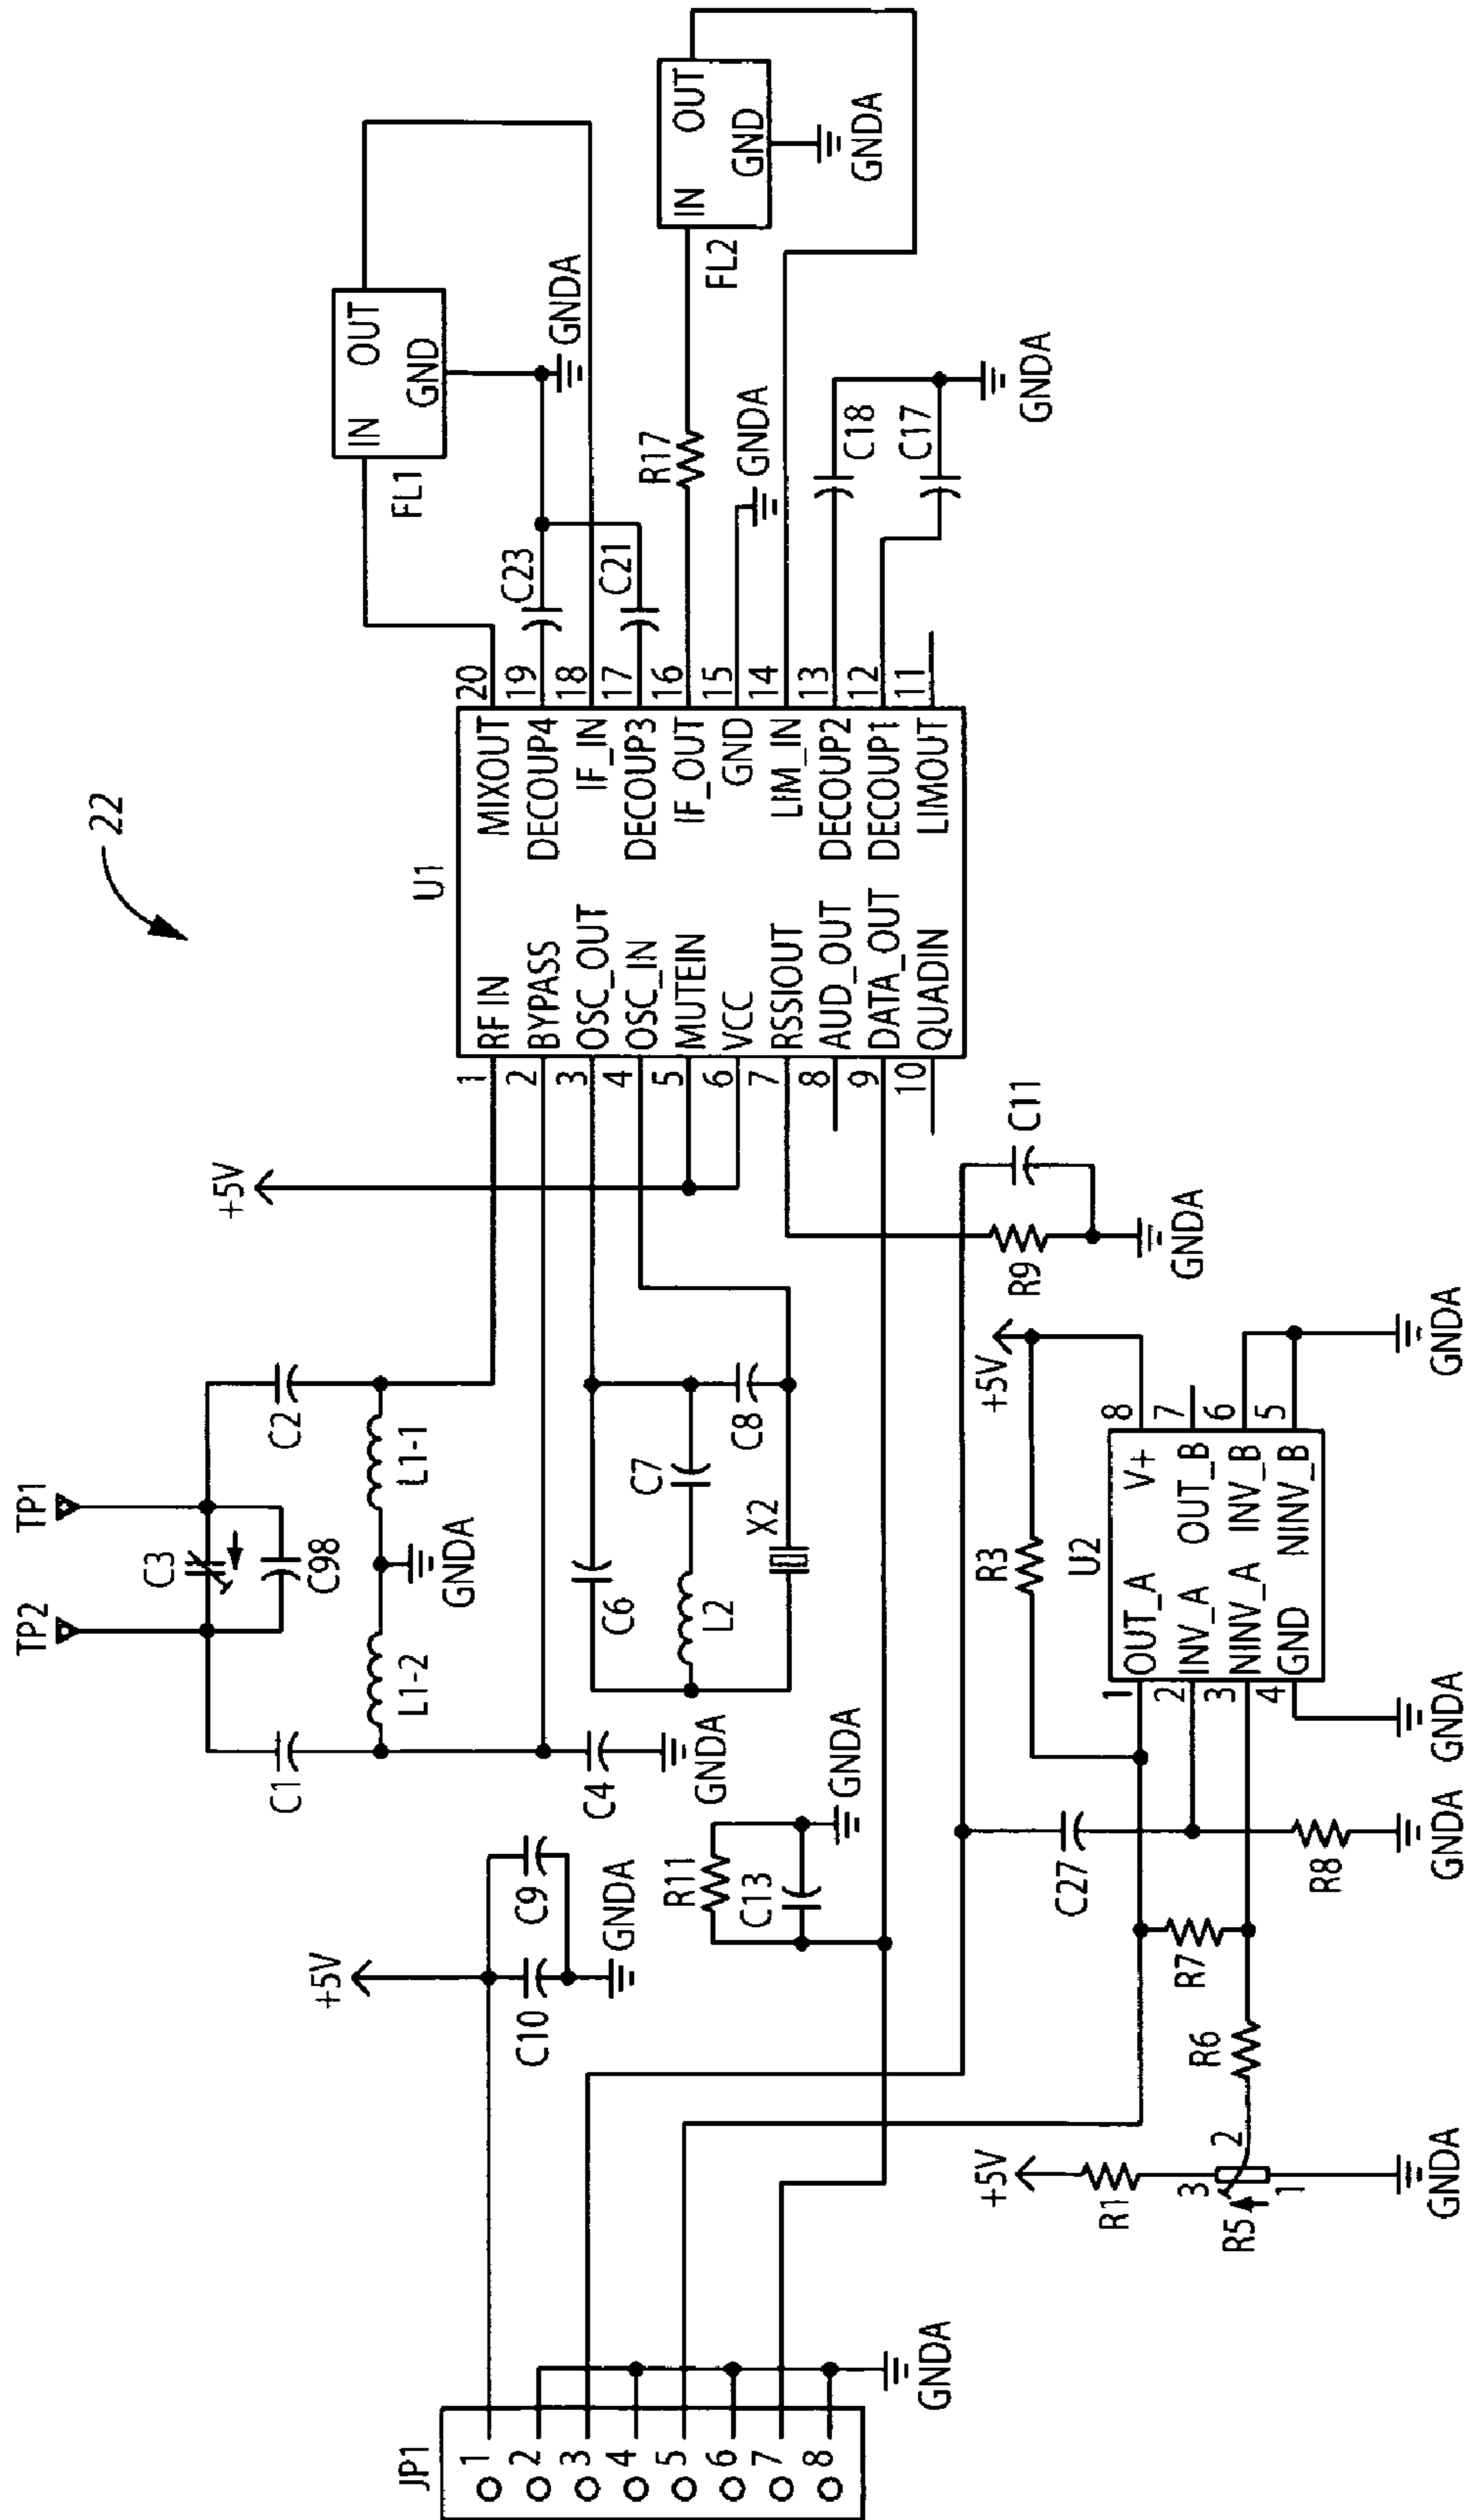 22
TP2
TP1
C3
C98
C1
C2
L1-2
L1-1
GNDA
+5V
U1
RF IN
BYPASS
OSC_OUT
OSC_IN
MUTEIN
VCC
RSSIOUT
AUD_OUT
DATA_OUT
QUADIN
1
2
3
4
5
6
7
8
9
10
MIXOUT
DECOUP4
IF_IN
DECOUP3
IF_OUT
GND
LIM_IN
DECOUP2
DECOUP1
LIMOUT
20
19
18
17
16
15
14
13
12
11
IN
OUT
GND
FL1
GNDA
C23
C21
R17
IN
OUT
GND
FL2
GNDA
GNDA
C18
C17
GNDA
C6
C7
L2
C8
X2
C4
GNDA
+5V
C10
C9
GNDA
R11
C13
GNDA
JP1
1
2
3
4
5
6
7
8
GNDA
R9
C11
GNDA
+5V
R3
U2
OUT_A
INV_A
NINV_A
GND
1
2
3
4
V+
OUT_B
INV_B
NINV_B
8
7
6
5
GNDA
GNDA
C27
R8
GNDA
R7
R6
+5V
R1
3
2
1
R5
GNDA